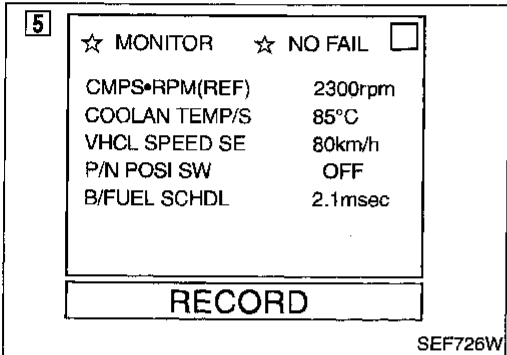 5
☆ MONITOR ☆ NO FAIL
CMPS•RPM(REF) 2300rpm
COOLAN TEMP/S 85°C
VHCL SPEED SE 80km/h
P/N POSI SW OFF
B/FUEL SCHDL 2.1msec
RECORD
SEF726W